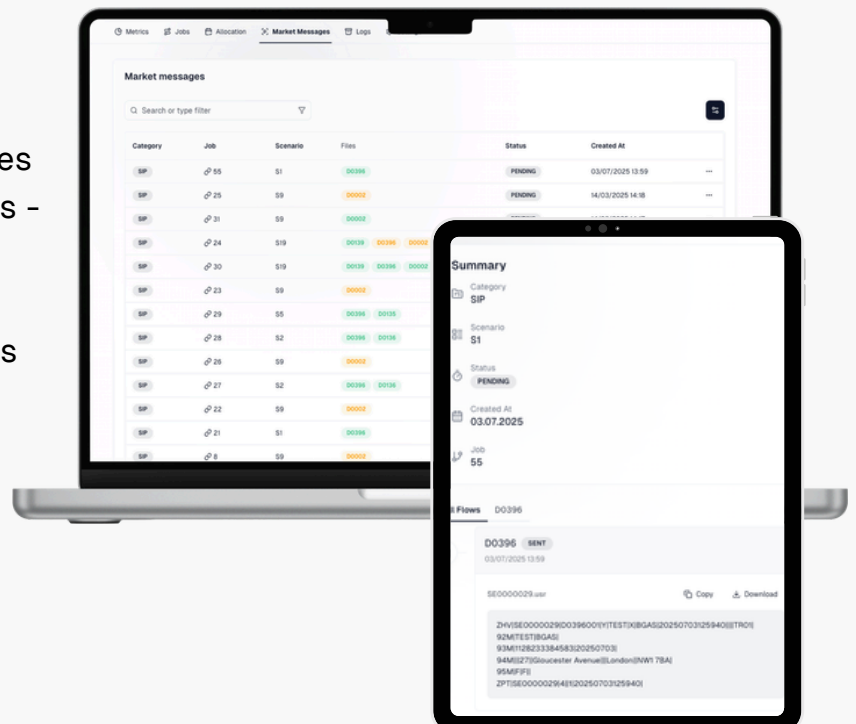 es
s -
s
Metrics Jobs Allocation Market Messages Logs
Market messages
Search or type filter
Category Job Scenario Files Status Created At
SIP 55 S1 D0396 PENDING 03/07/2025 13:59
SIP 25 S9 D0002 PENDING 14/03/2025 14:18
SIP 31 S9 D0002
SIP 24 S19 D0139 D0396 D0002
SIP 30 S19 D0139 D0396 D0002
SIP 23 S9 D0002
SIP 29 S5 D0396 D0135
SIP 28 S2 D0396 D0136
SIP 26 S9 D0002
SIP 27 S2 D0396 D0136
SIP 22 S9 D0002
SIP 21 S1 D0396
SIP 8 S9 D0002
Summary
Category
SIP
Scenario
S1
Status
PENDING
Created At
03.07.2025
Job
55
ll Flows D0396
D0396 SENT
03/07/2025 13:59
SE0000029.usr Copy Download
ZHV|SE0000029|D0396001|Y|TEST|X|BGAS|20250703125940||||TR01|
92M|TEST|BGAS|
93M|1128233384583|20250703|
94M|||27||Gloucester Avenue|||London||NW1 7BA|
95M|F|F||
ZPT|SE0000029|4||1|20250703125940|